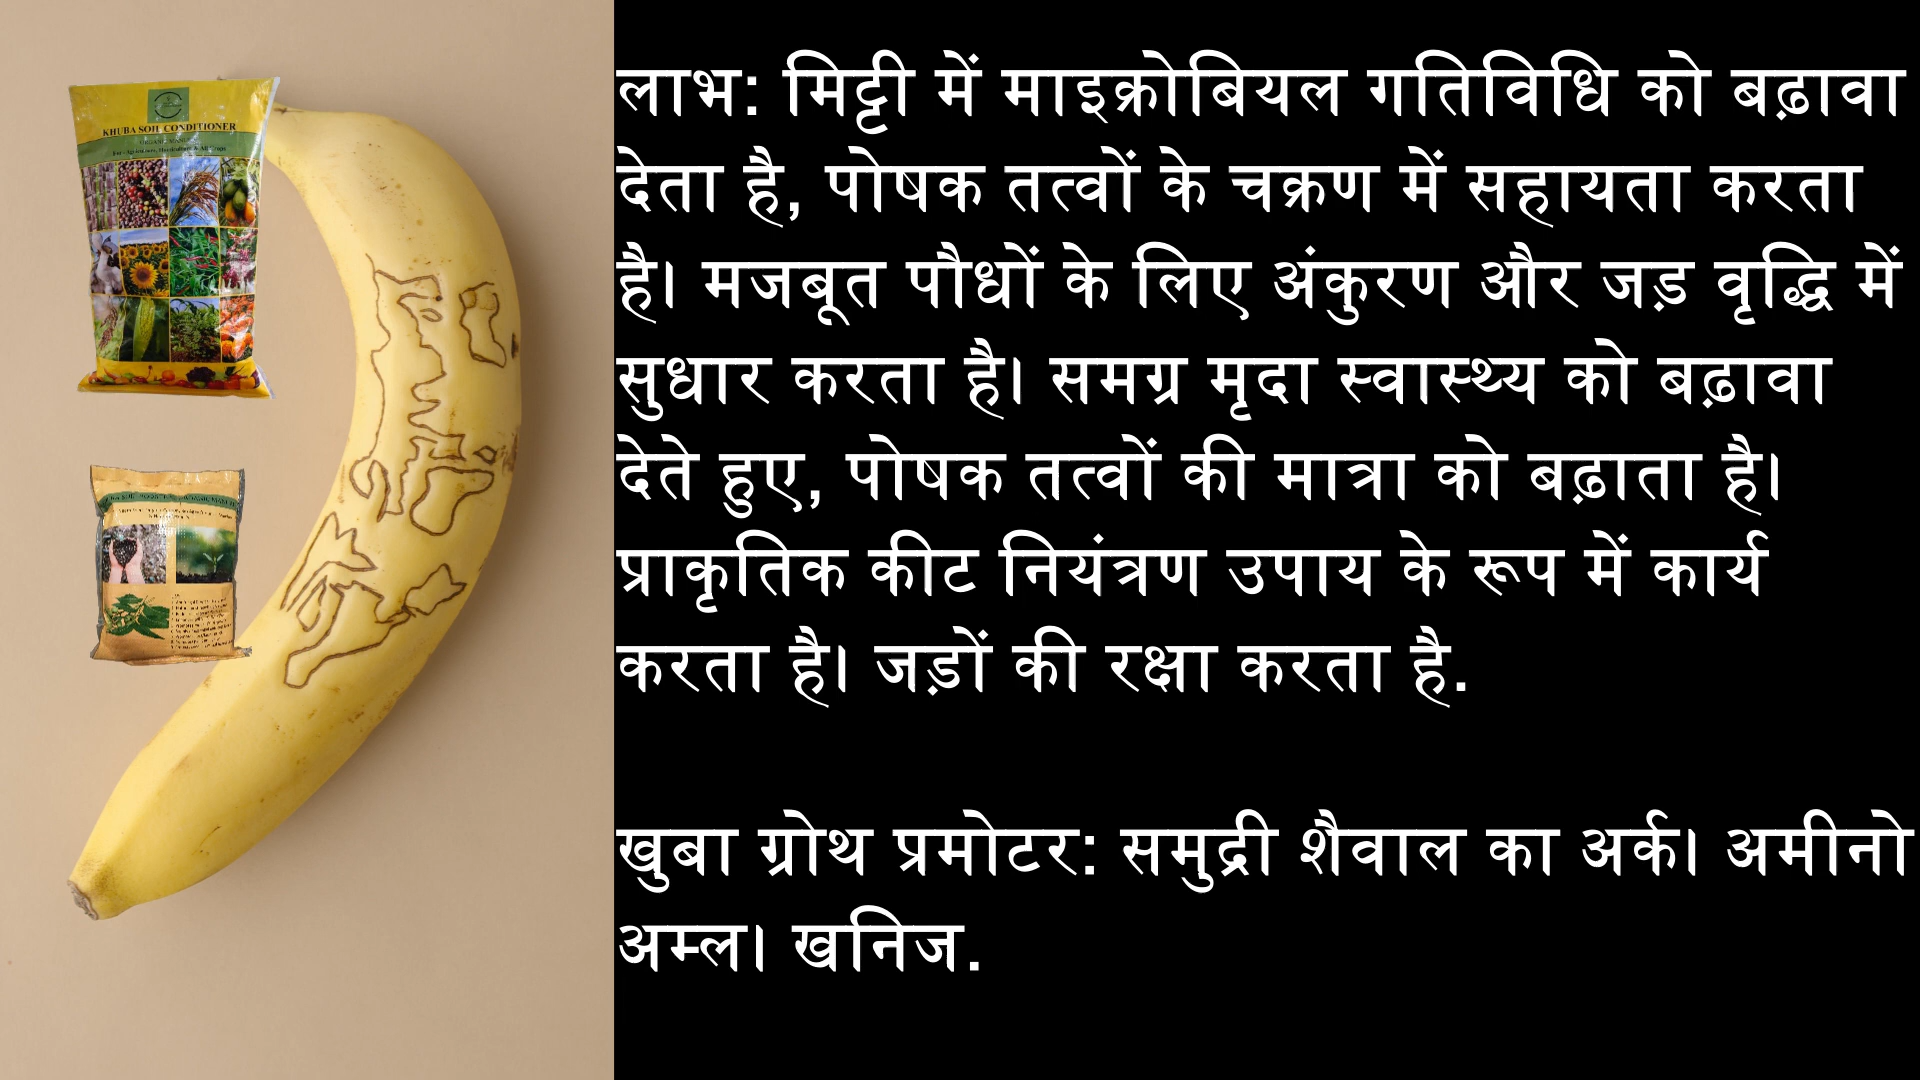 KHUBA SOIL CONDITIONER
लाभ: मिट्टी में माइक्रोबियल गतिविधि को बढ़ावा
देता है, पोषक तत्वों के चक्रण में सहायता करता
है। मजबूत पौधों के लिए अंकुरण और जड़ वृद्धि में
सुधार करता है। समग्र मृदा स्वास्थ्य को बढ़ावा
देते हुए, पोषक तत्वों की मात्रा को बढ़ाता है।
प्राकृतिक कीट नियंत्रण उपाय के रूप में कार्य
करता है। जड़ों की रक्षा करता है.
खुबा ग्रोथ प्रमोटर: समुद्री शैवाल का अर्क। अमीनो
अम्ल। खनिज.